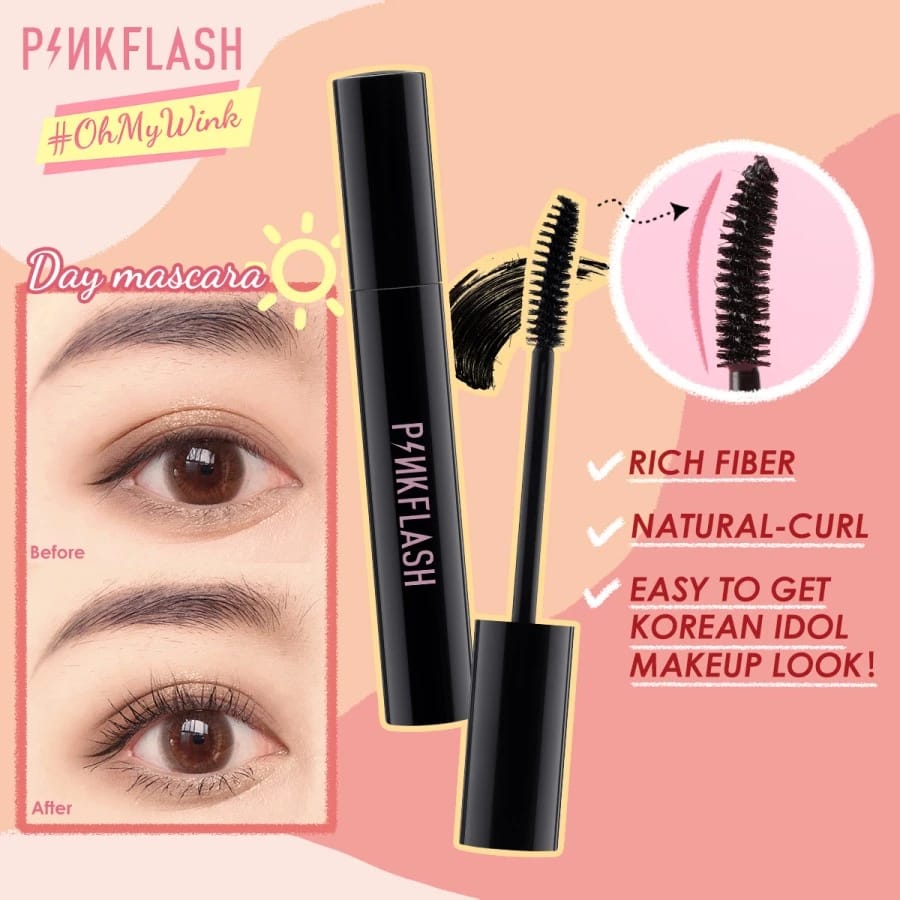 PINKFLASH
#OhMyWink
Day mascara
Before
After
PINKFLASH
RICH FIBER
NATURAL-CURL
EASY TO GET
KOREAN IDOL
MAKEUP LOOK!